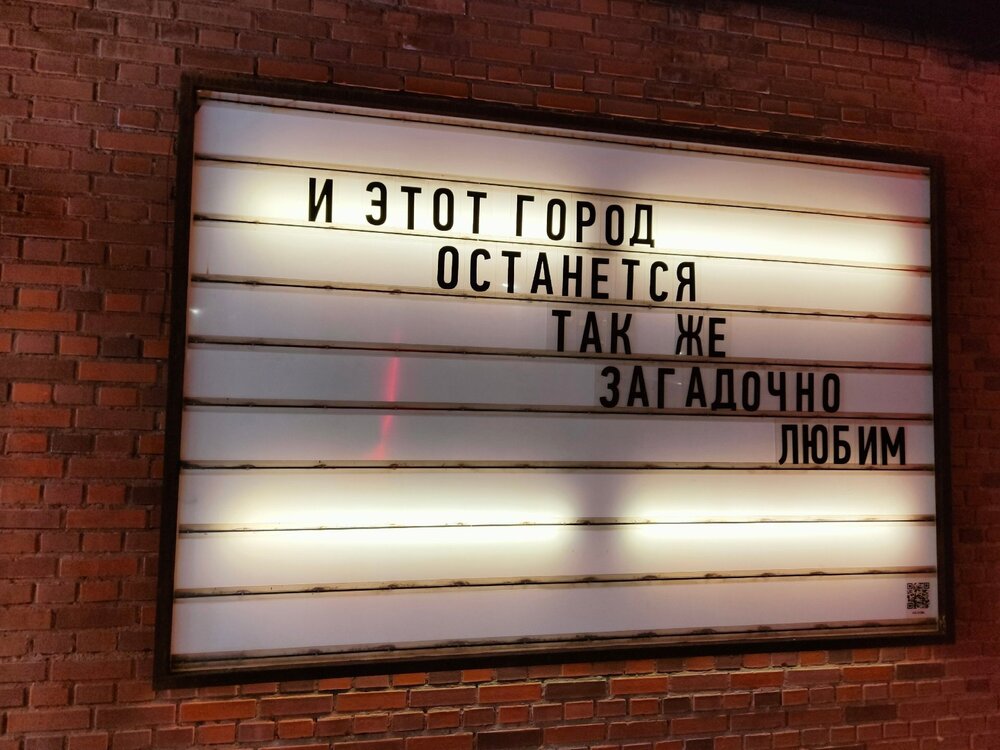 И ЭТОТ ГОРОД
ОСТАНЕТСЯ
ТАК ЖЕ
ЗАГАДОЧНО
ЛЮБИМ